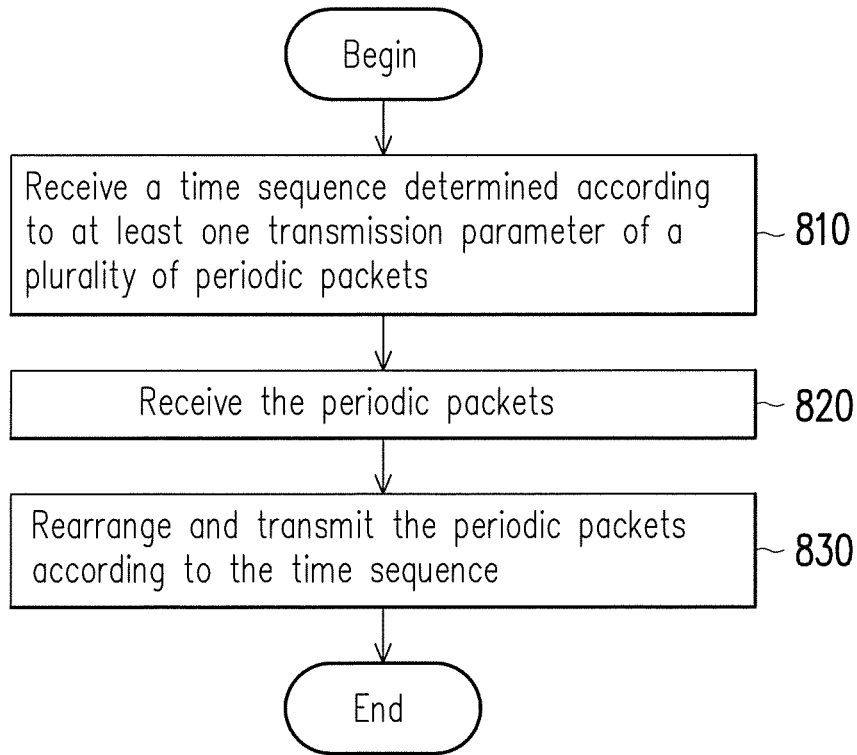 Begin
Receive a time sequence determined according
to at least one transmission parameter of a
plurality of periodic packets
810
Receive the periodic packets
820
Rearrange and transmit the periodic packets
according to the time sequence
830
End